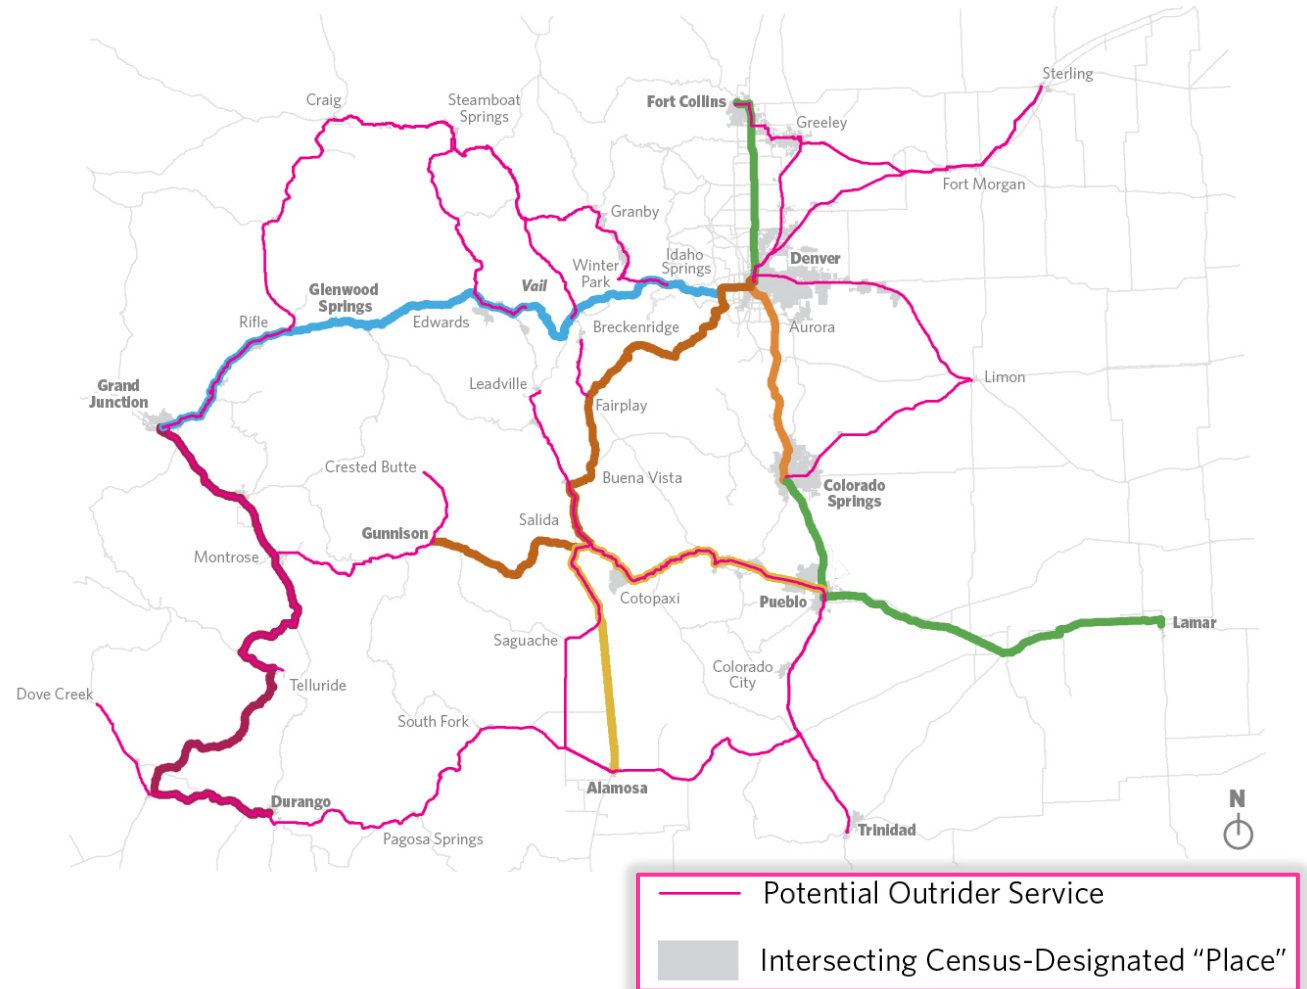 Sterling
Craig
Steamboat
Springs
Fort Collins
Greeley
Fort Morgan
Granby
Idaho
Springs
Denver
Winter
Park
Vail
Glenwood
Springs
Rifle
Edwards
Breckenridge
Aurora
Grand
Junction
Leadville
Limon
Fairplay
Crested Butte
Buena Vista
Colorado
Springs
Salida
Gunnison
Montrose
Cotopaxi
Pueblo
Lamar
Saguache
Colorado
City
Telluride
Dove Creek
South Fork
Alamosa
Durango
N
Pagosa Springs
Trinidad
Potential Outrider Service
Intersecting Census-Designated “Place”